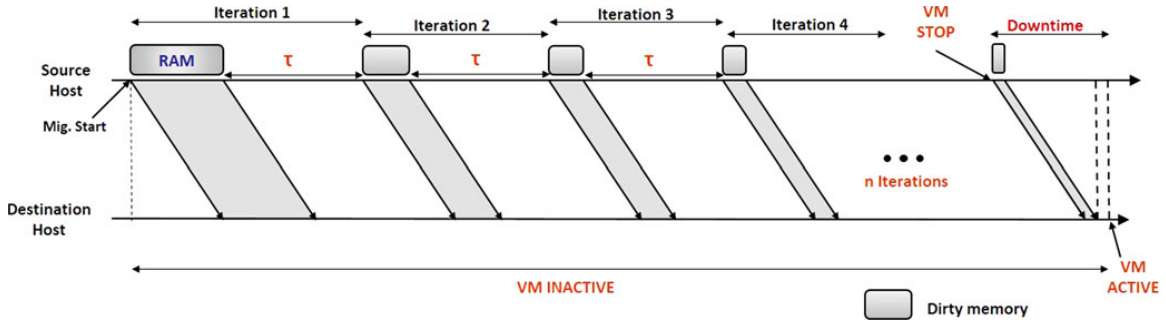 Iteration 1
Iteration 2
Iteration 3
Iteration 4
VM
STOP
Downtime
RAM
τ
τ
τ
Source
Host
Mig. Start
n Iterations
Destination
Host
VM INACTIVE
VM
ACTIVE
Dirty memory